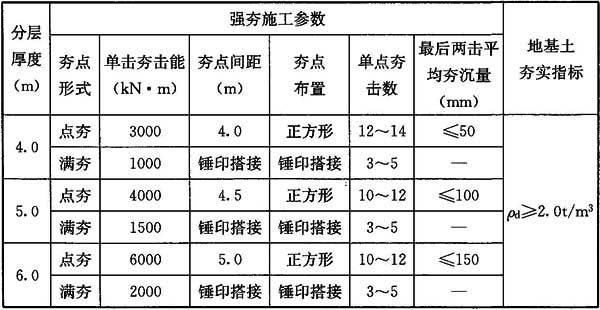 分层厚度(m) 强夯施工参数 地基土夯实指标
夯点形式 单击夯击能(kN·m) 夯点间距(m) 夯点布置 单点夯击数 最后两击平均夯沉量(mm)
4.0 点夯 3000 4.0 正方形 12～14 ≤50 ρd≥2.0t/m³
满夯 1000 锤印搭接 锤印搭接 3～5 —
5.0 点夯 4000 4.5 正方形 10～12 ≤100
满夯 1500 锤印搭接 锤印搭接 3～5 —
6.0 点夯 6000 5.0 正方形 10～12 ≤150
满夯 2000 锤印搭接 锤印搭接 3～5 —